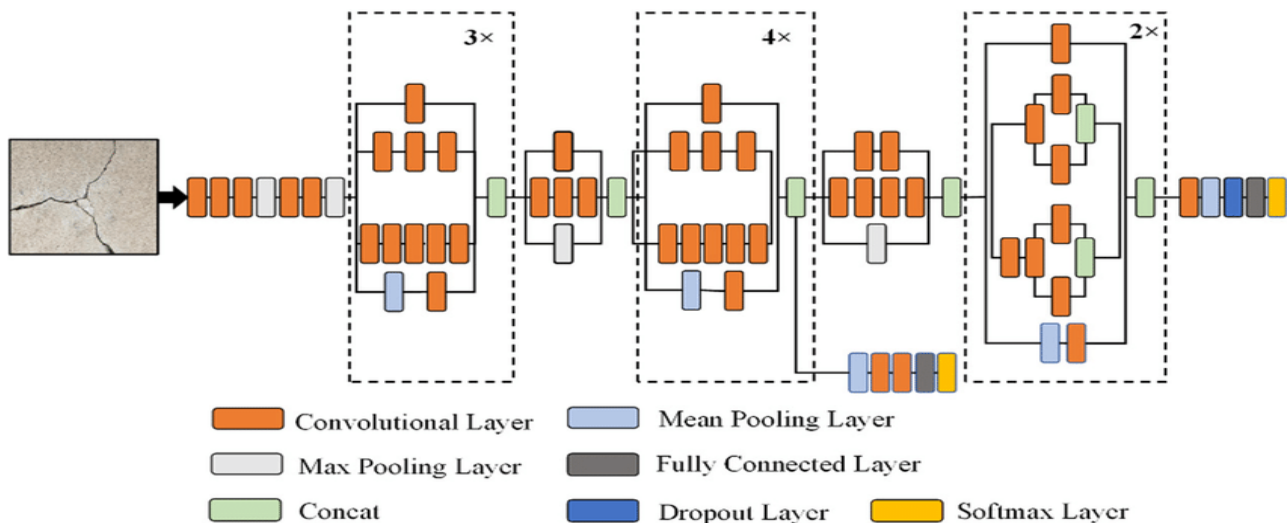 3×
4×
2×
Convolutional Layer
Mean Pooling Layer
Max Pooling Layer
Fully Connected Layer
Concat
Dropout Layer
Softmax Layer